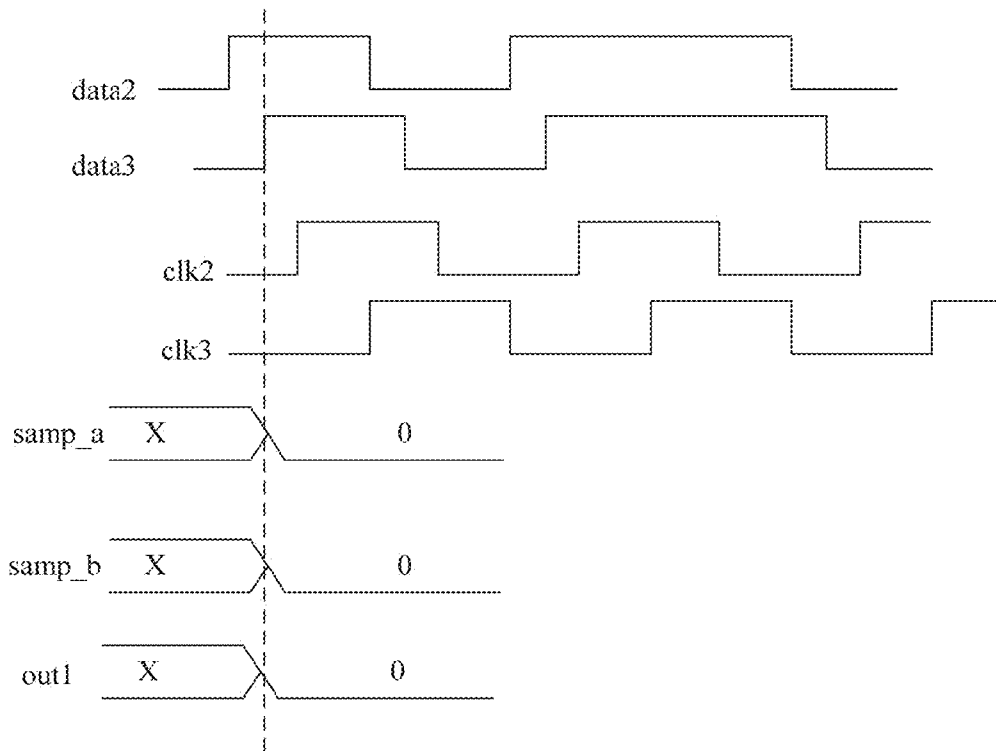 data2
data3
clk2
clk3
samp_a X 0
samp_b X 0
out1 X 0